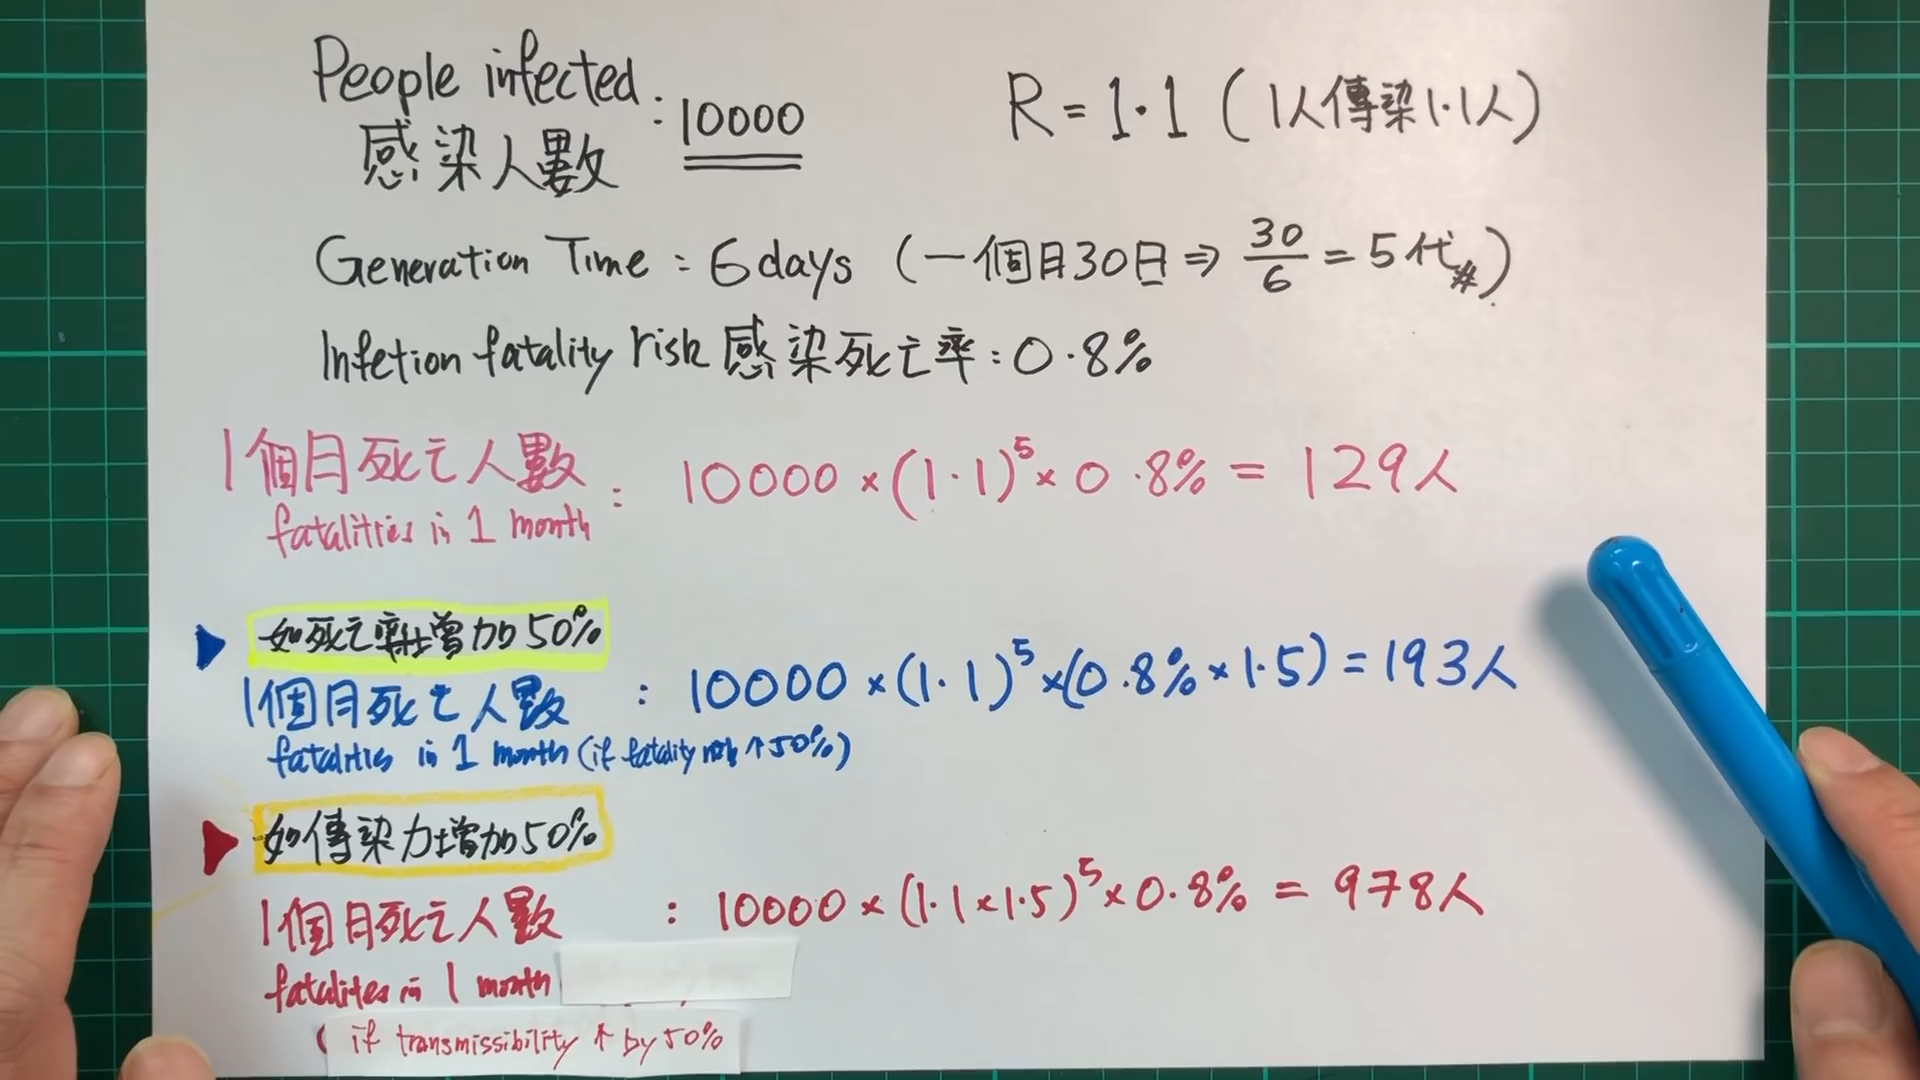 People infected : 10000
感染人數
R = 1.1 (1人傳染1.1人)
Generation Time : 6 days (一個月30日 ⇒ 30/6 = 5代#)
Infetion fatality risk 感染死亡率 : 0.8%
1個月死亡人數 : 10000 × (1.1)⁵ × 0.8% = 129人
fatalities in 1 month
如死亡率增加50%
1個月死亡人數 : 10000 × (1.1)⁵ × (0.8% × 1.5) = 193人
fatalities in 1 month (if fatality risk ↑ 50%)
如傳染力增加50%
1個月死亡人數 : 10000 × (1.1 × 1.5)⁵ × 0.8% = 978人
fatalites in 1 month
( if transmissibility ↑ by 50%